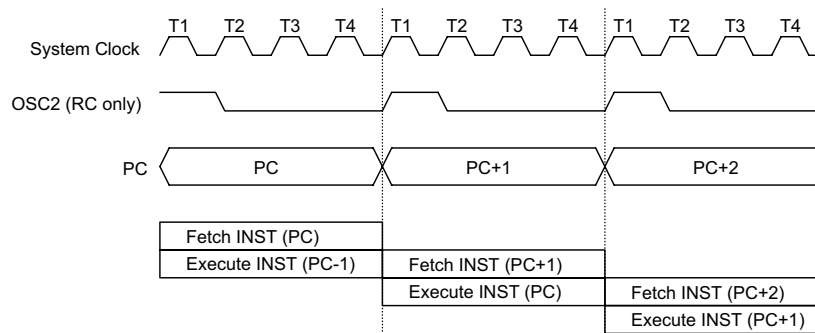 T1 T2 T3 T4 T1 T2 T3 T4 T1 T2 T3 T4
System Clock
OSC2 (RC only)
PC PC PC+1 PC+2
Fetch INST (PC)
Execute INST (PC-1) Fetch INST (PC+1)
Execute INST (PC) Fetch INST (PC+2)
Execute INST (PC+1)